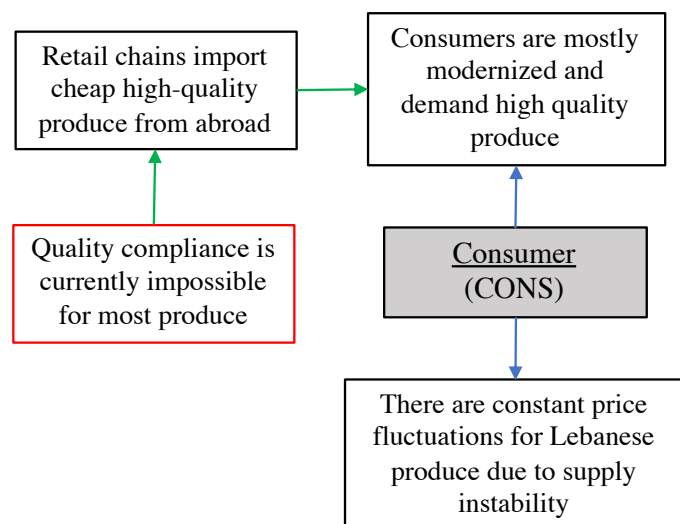 Retail chains import
cheap high-quality
produce from abroad
Consumers are mostly
modernized and
demand high quality
produce
Quality compliance is
currently impossible
for most produce
Consumer
(CONS)
There are constant price
fluctuations for Lebanese
produce due to supply
instability